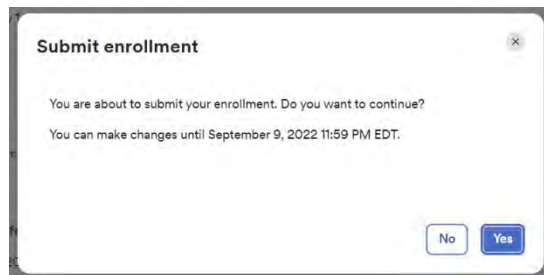 Submit enrollment
×
You are about to submit your enrollment. Do you want to continue?
You can make changes until September 9, 2022 11:59 PM EDT.
No
Yes